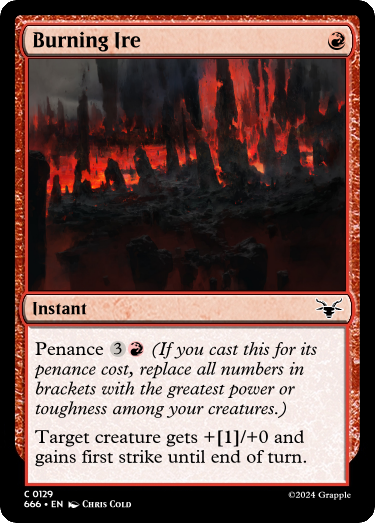 Burning Ire
Instant
Penance 3 (If you cast this for its
penance cost, replace all numbers in
brackets with the greatest power or
toughness among your creatures.)
Target creature gets +[1]/+0 and
gains first strike until end of turn.
C 0129
666 • EN Chris Cold
©2024 Grapple